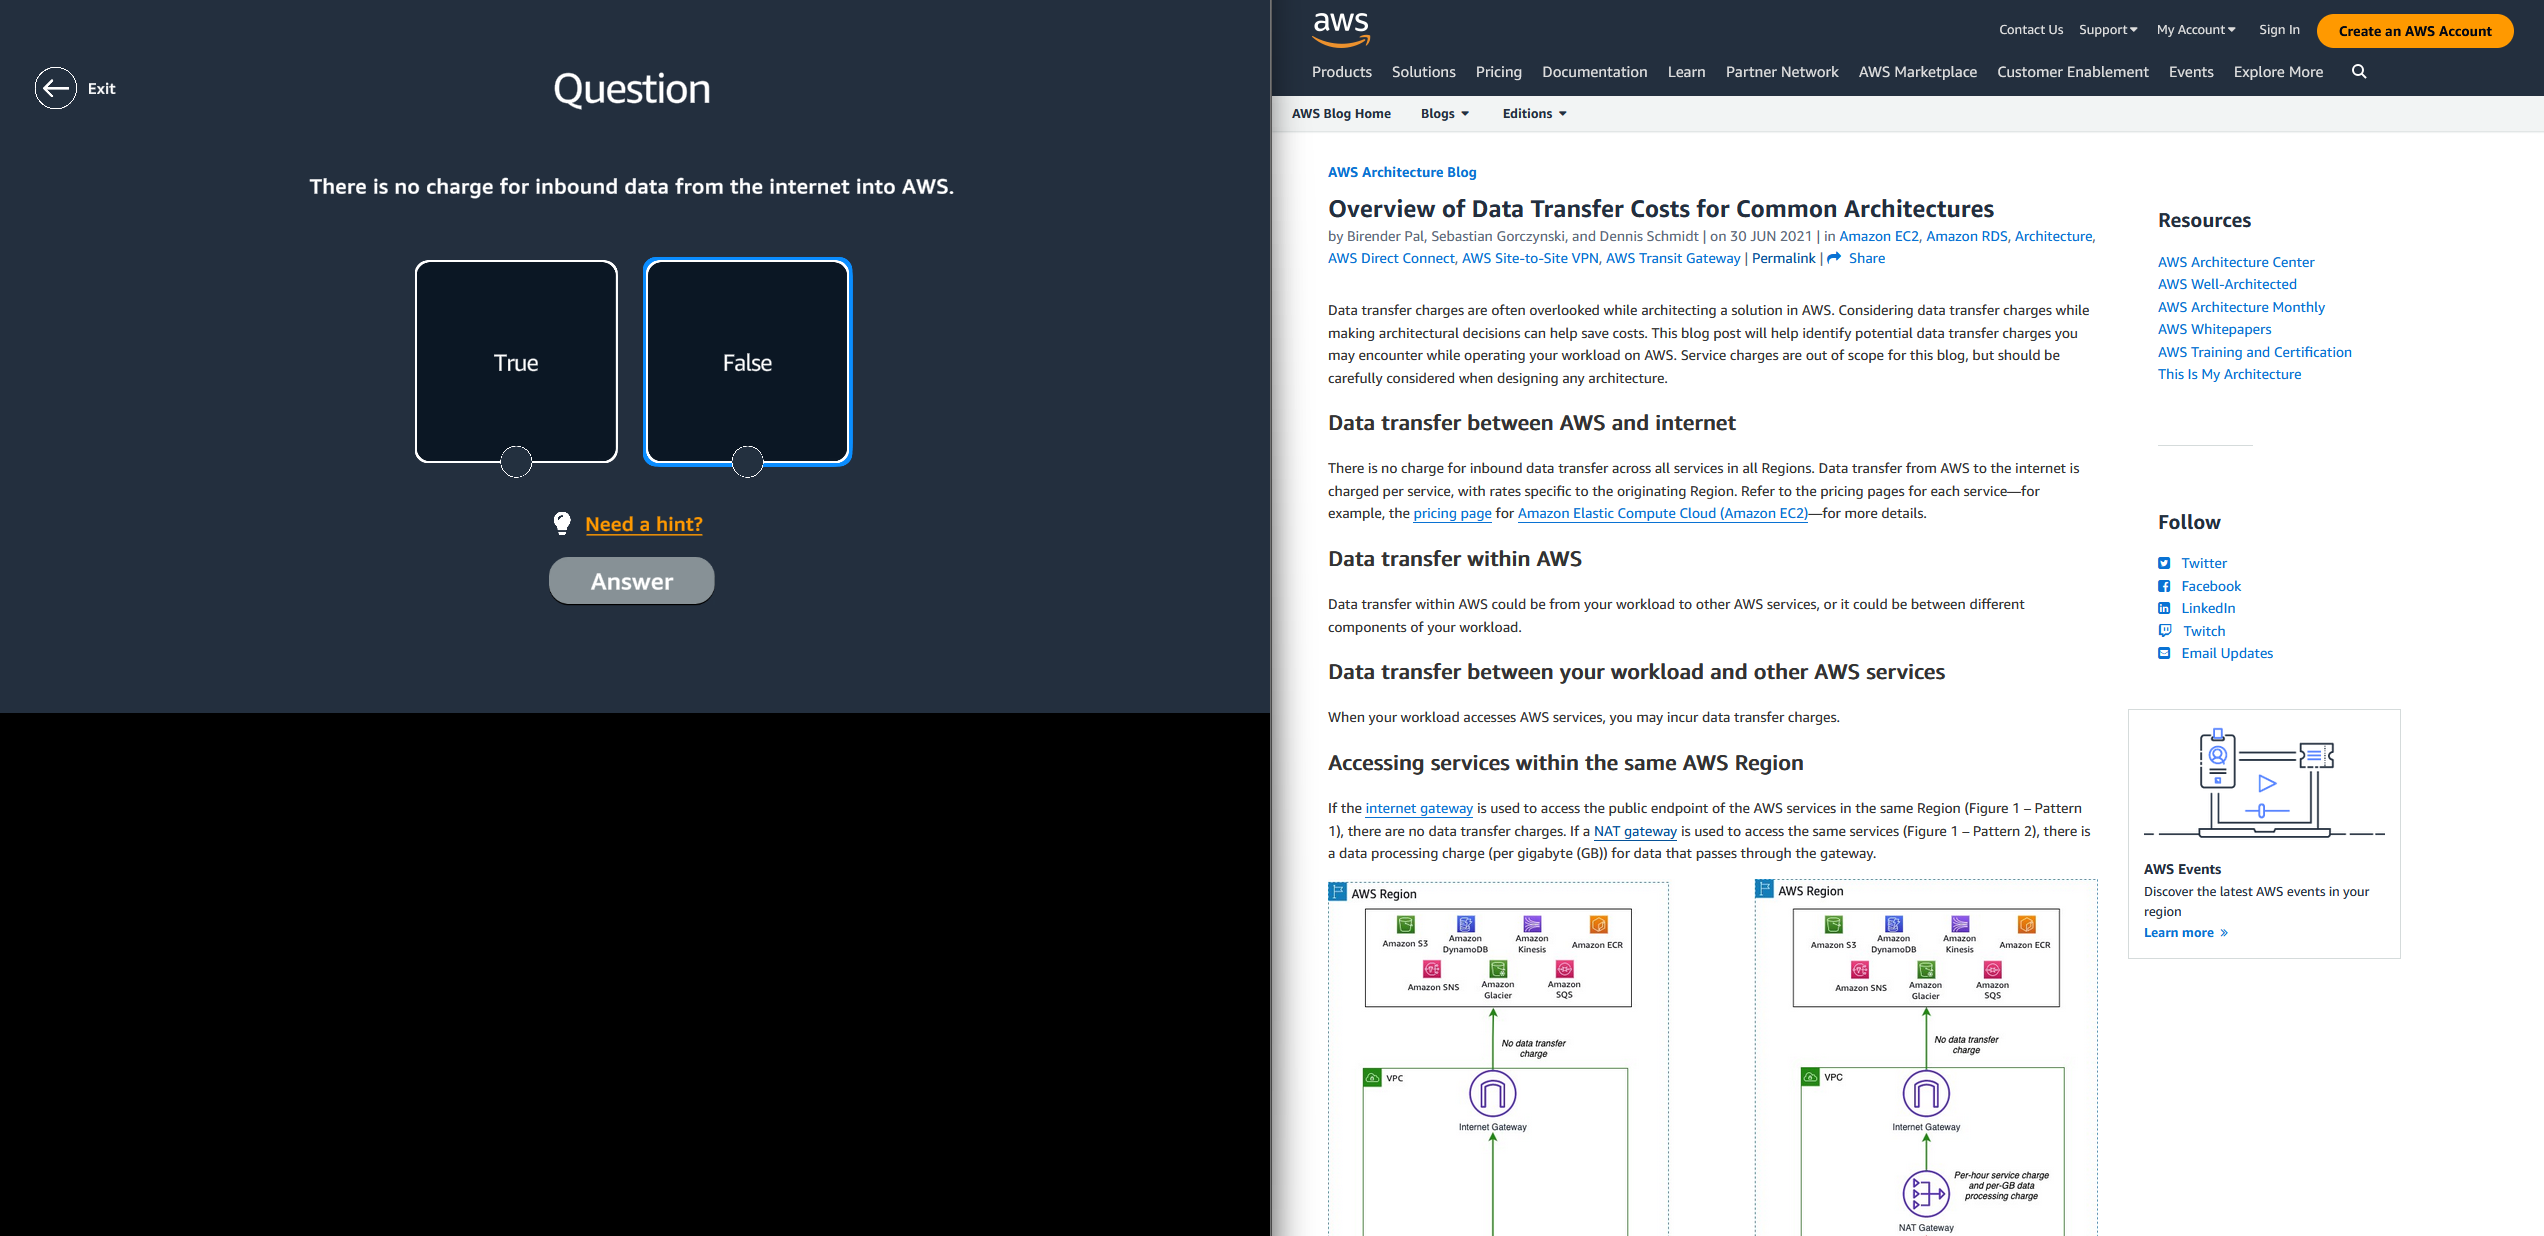 Exit
Question
There is no charge for inbound data from the internet into AWS.
True
False
Need a hint?
Answer
aws
Contact Us
Support
My Account
Sign In
Create an AWS Account
Products
Solutions
Pricing
Documentation
Learn
Partner Network
AWS Marketplace
Customer Enablement
Events
Explore More
AWS Blog Home
Blogs
Editions
AWS Architecture Blog
Overview of Data Transfer Costs for Common Architectures
by Birender Pal, Sebastian Gorczynski, and Dennis Schmidt | on 30 JUN 2021 | in Amazon EC2, Amazon RDS, Architecture,
AWS Direct Connect, AWS Site-to-Site VPN, AWS Transit Gateway | Permalink | Share
Data transfer charges are often overlooked while architecting a solution in AWS. Considering data transfer charges while
making architectural decisions can help save costs. This blog post will help identify potential data transfer charges you
may encounter while operating your workload on AWS. Service charges are out of scope for this blog, but should be
carefully considered when designing any architecture.
Data transfer between AWS and internet
There is no charge for inbound data transfer across all services in all Regions. Data transfer from AWS to the internet is
charged per service, with rates specific to the originating Region. Refer to the pricing pages for each service—for
example, the pricing page for Amazon Elastic Compute Cloud (Amazon EC2)—for more details.
Data transfer within AWS
Data transfer within AWS could be from your workload to other AWS services, or it could be between different
components of your workload.
Data transfer between your workload and other AWS services
When your workload accesses AWS services, you may incur data transfer charges.
Accessing services within the same AWS Region
If the internet gateway is used to access the public endpoint of the AWS services in the same Region (Figure 1 – Pattern
1), there are no data transfer charges. If a NAT gateway is used to access the same services (Figure 1 – Pattern 2), there is
a data processing charge (per gigabyte (GB)) for data that passes through the gateway.
AWS Region
Amazon S3
Amazon
DynamoDB
Amazon
Kinesis
Amazon ECR
Amazon SNS
Amazon
Glacier
Amazon
SQS
No data transfer
charge
VPC
Internet Gateway
AWS Region
Amazon S3
Amazon
DynamoDB
Amazon
Kinesis
Amazon ECR
Amazon SNS
Amazon
Glacier
Amazon
SQS
No data transfer
charge
VPC
Internet Gateway
Per-hour service charge
and per-GB data
processing charge
NAT Gateway
Resources
AWS Architecture Center
AWS Well-Architected
AWS Architecture Monthly
AWS Whitepapers
AWS Training and Certification
This Is My Architecture
Follow
Twitter
Facebook
LinkedIn
Twitch
Email Updates
AWS Events
Discover the latest AWS events in your
region
Learn more »